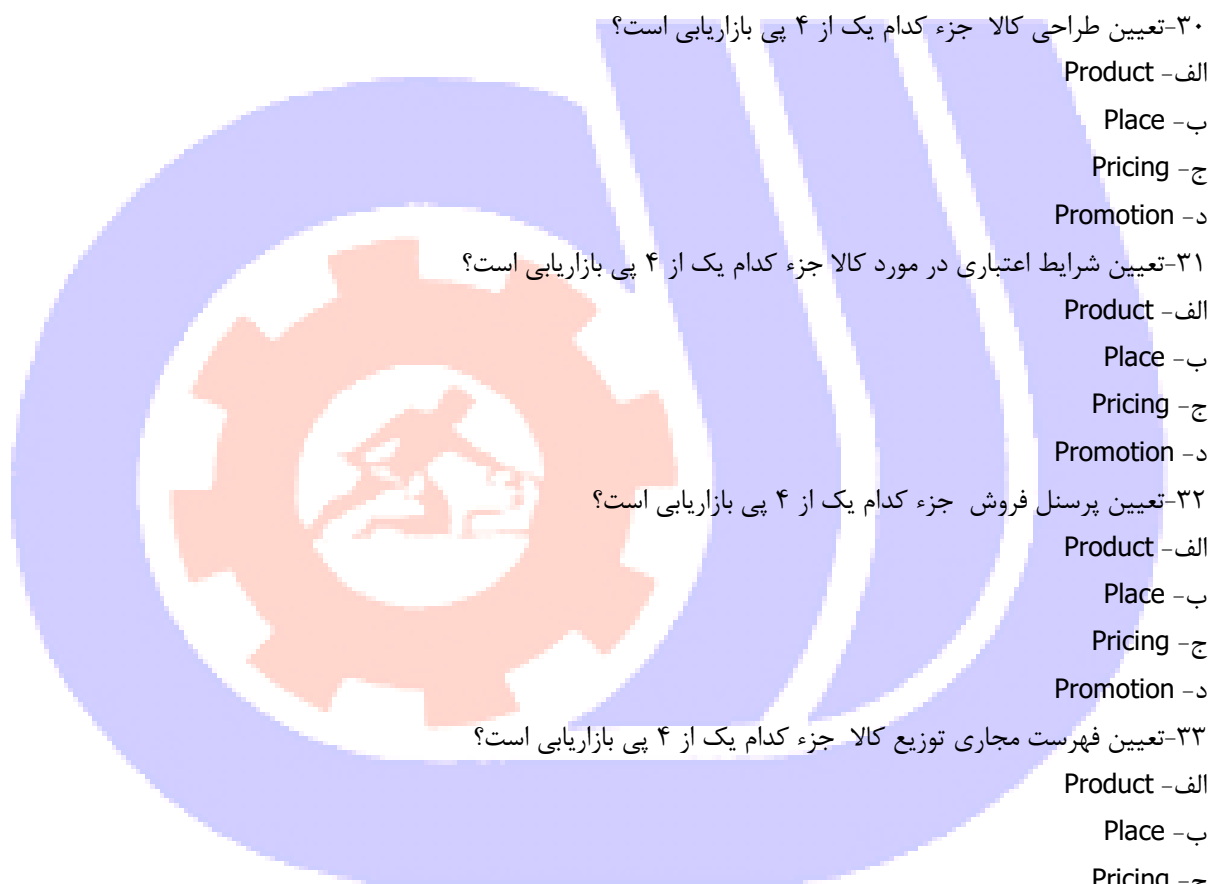 ۳۰-تعیین طراحی کالا جزء کدام یک از ۴ پی بازاریابی است؟
الف- Product
ب- Place
ج- Pricing
د- Promotion
۳۱-تعیین شرایط اعتباری در مورد کالا جزء کدام یک از ۴ پی بازاریابی است؟
الف- Product
ب- Place
ج- Pricing
د- Promotion
۳۲-تعیین پرسنل فروش جزء کدام یک از ۴ پی بازاریابی است؟
الف- Product
ب- Place
ج- Pricing
د- Promotion
۳۳-تعیین فهرست مجاری توزیع کالا جزء کدام یک از ۴ پی بازاریابی است؟
الف- Product
ب- Place
ج- Pricing